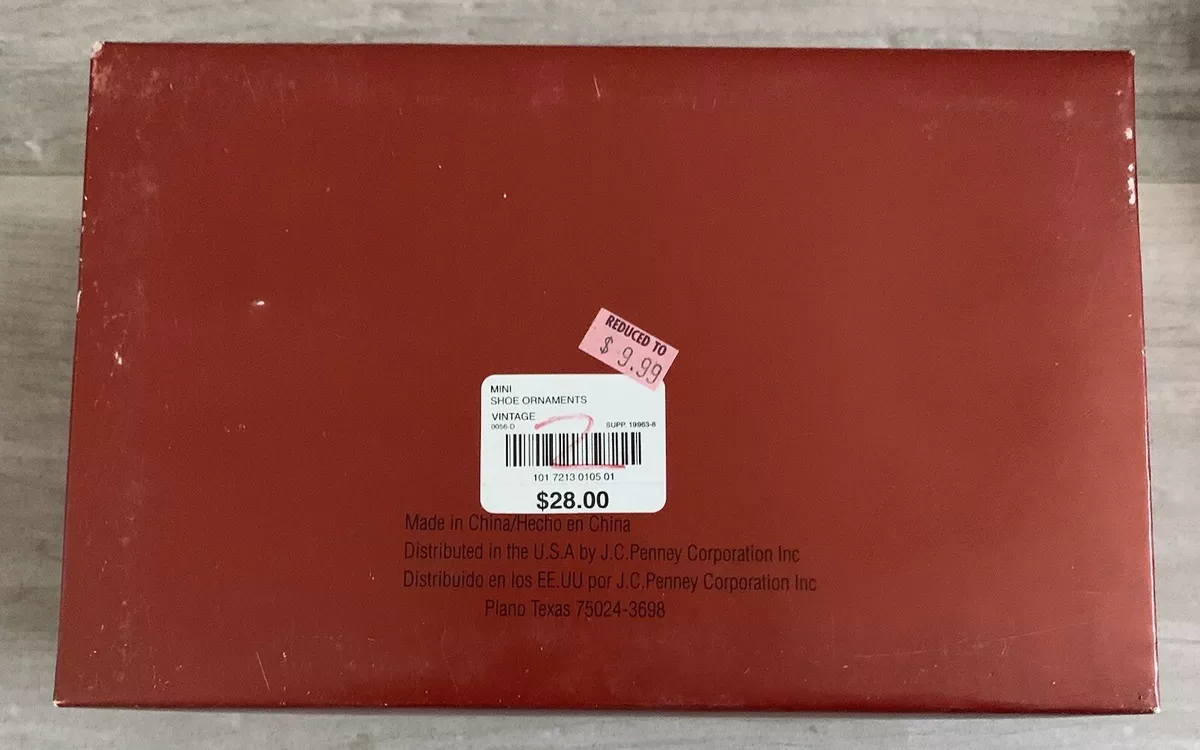 REDUCED TO
$ 9.99
MINI
SHOE ORNAMENTS
VINTAGE
0056-D SUPP. 19963-8
2
101 7213 0105 01
$28.00
Made in China/Hecho en China
Distributed in the U.S.A by J.C.Penney Corporation Inc
Distribuido en los EE.UU por J.C.Penney Corporation Inc
Plano Texas 75024-3698